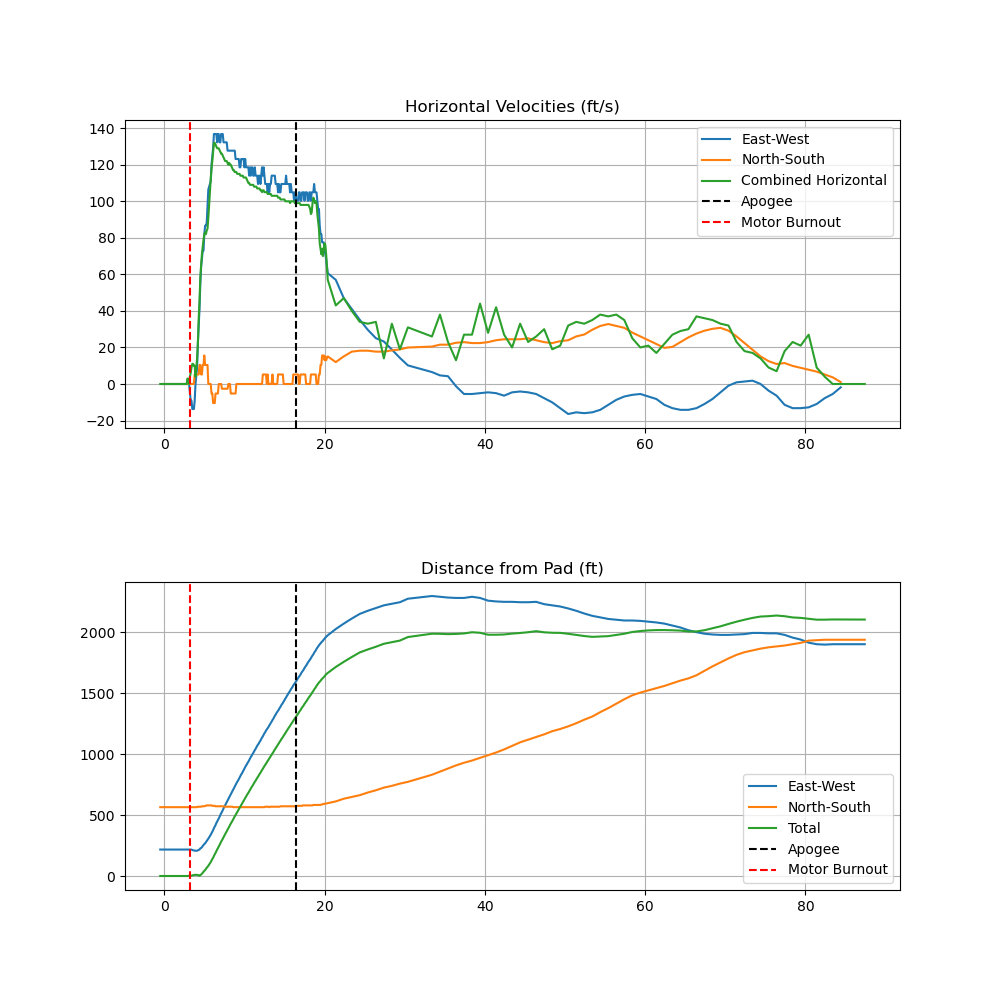 Horizontal Velocities (ft/s)
140
120
100
80
60
40
20
0
−20
East-West
North-South
Combined Horizontal
Apogee
Motor Burnout
0 20 40 60 80
Distance from Pad (ft)
2000
1500
1000
500
0
East-West
North-South
Total
Apogee
Motor Burnout
0 20 40 60 80